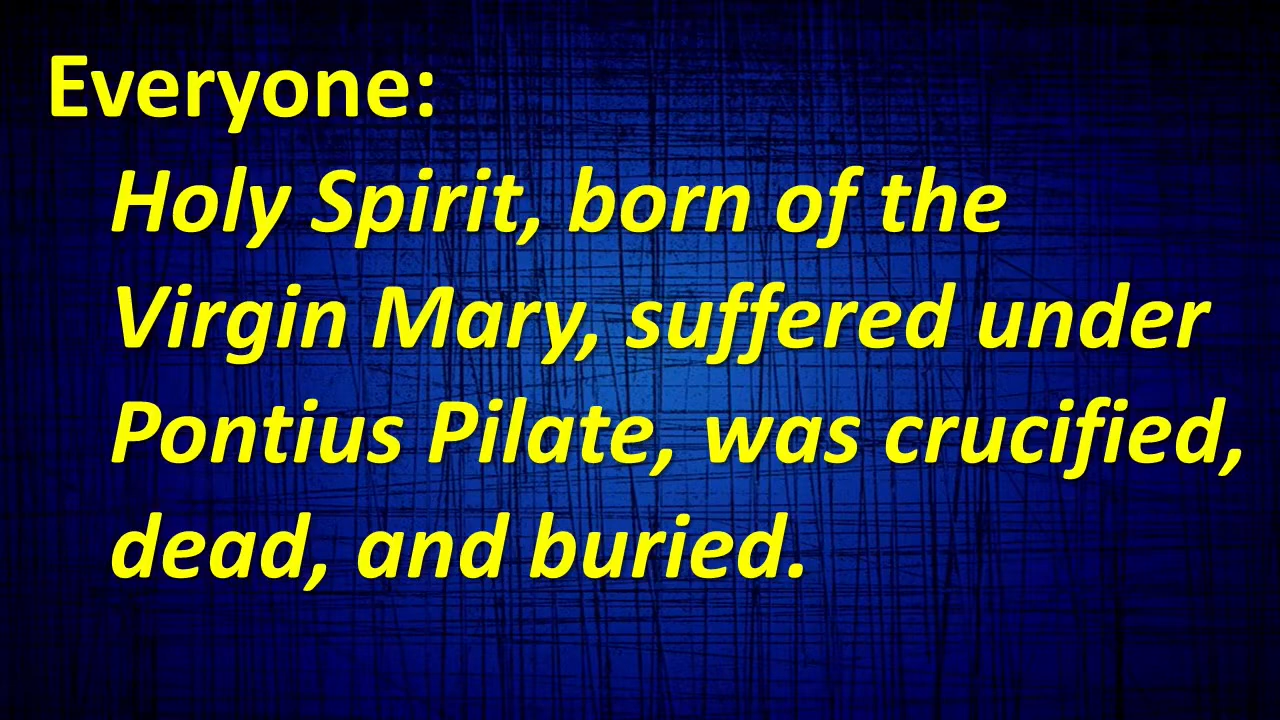 Everyone:
Holy Spirit, born of the
Virgin Mary, suffered under
Pontius Pilate, was crucified,
dead, and buried.